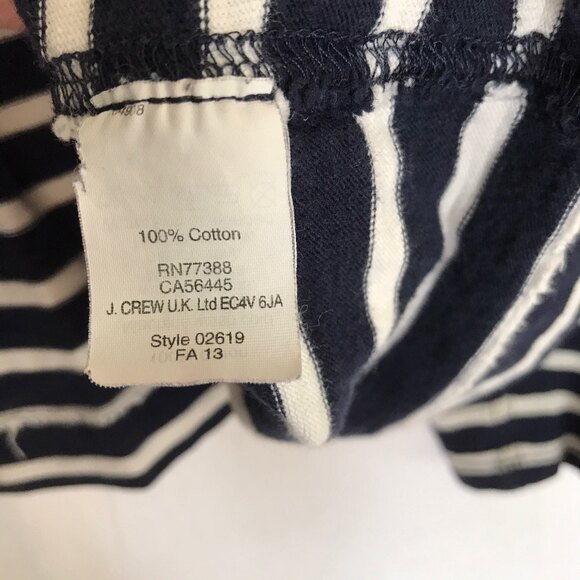 100% Cotton
RN77388
CA56445
J. CREW U.K. Ltd EC4V 6JA
Style 02619
FA 13